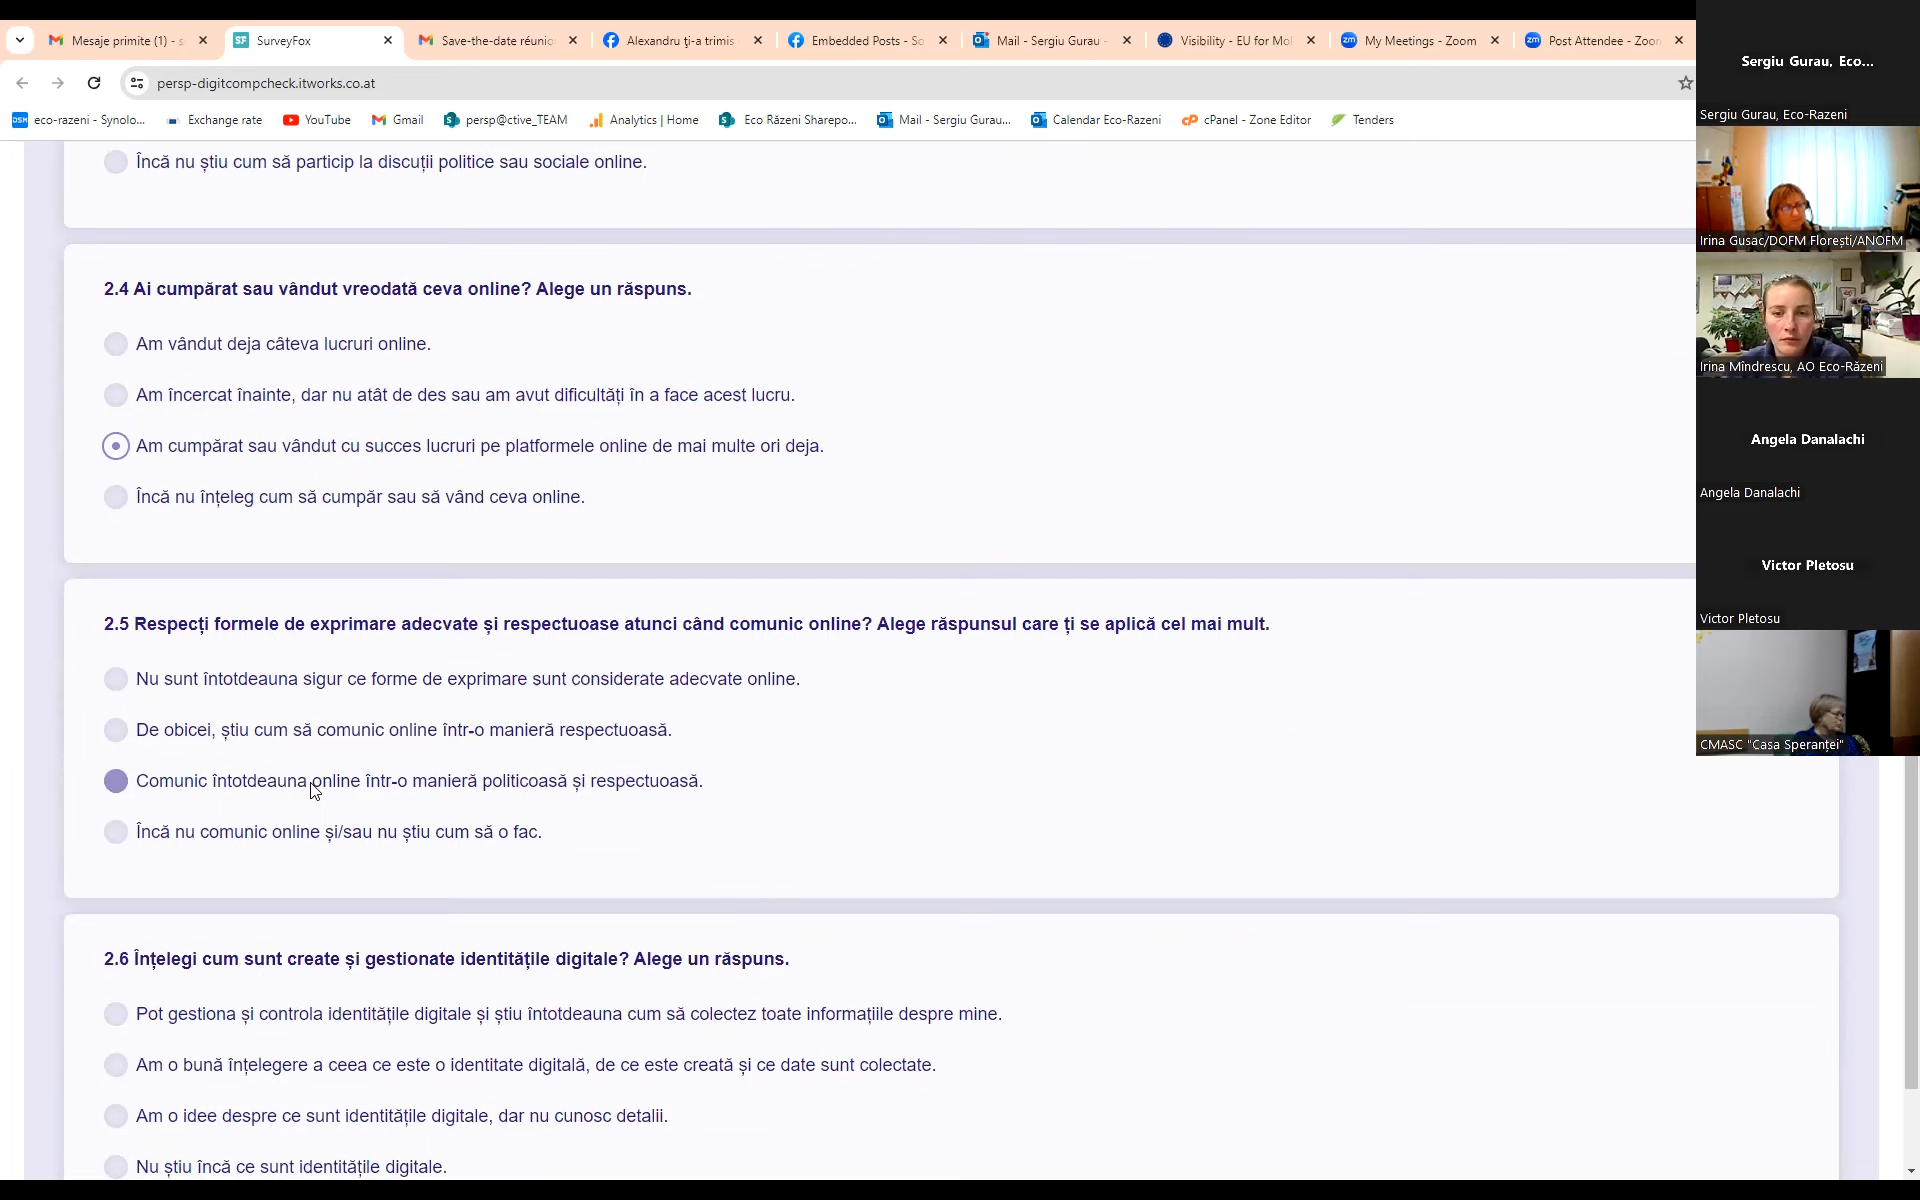 Mesaje primite (1) - s
SurveyFox
Save-the-date réunio
Alexandru ți-a trimis
Embedded Posts - So
Mail - Sergiu Gurau -
Visibility - EU for Mol
My Meetings - Zoom
Post Attendee - Zoo
persp-digitcompcheck.itworks.co.at
eco-razeni - Synolo...
Exchange rate
YouTube
Gmail
persp@ctive_TEAM
Analytics | Home
Eco Răzeni Sharepo...
Mail - Sergiu Gurau...
Calendar Eco-Razeni
cPanel - Zone Editor
Tenders
Încă nu știu cum să particip la discuții politice sau sociale online.
2.4 Ai cumpărat sau vândut vreodată ceva online? Alege un răspuns.
Am vândut deja câteva lucruri online.
Am încercat înainte, dar nu atât de des sau am avut dificultăți în a face acest lucru.
Am cumpărat sau vândut cu succes lucruri pe platformele online de mai multe ori deja.
Încă nu înțeleg cum să cumpăr sau să vând ceva online.
2.5 Respecți formele de exprimare adecvate și respectuoase atunci când comunic online? Alege răspunsul care ți se aplică cel mai mult.
Nu sunt întotdeauna sigur ce forme de exprimare sunt considerate adecvate online.
De obicei, știu cum să comunic online într-o manieră respectuoasă.
Comunic întotdeauna online într-o manieră politicoasă și respectuoasă.
Încă nu comunic online și/sau nu știu cum să o fac.
2.6 Înțelegi cum sunt create și gestionate identitățile digitale? Alege un răspuns.
Pot gestiona și controla identitățile digitale și știu întotdeauna cum să colectez toate informațiile despre mine.
Am o bună înțelegere a ceea ce este o identitate digitală, de ce este creată și ce date sunt colectate.
Am o idee despre ce sunt identitățile digitale, dar nu cunosc detalii.
Nu știu încă ce sunt identitățile digitale.
Sergiu Gurau, Eco...
Sergiu Gurau, Eco-Razeni
Irina Gusac/DOFM Florești/ANOFM
Irina Mîndrescu, AO Eco-Răzeni
Angela Danalachi
Angela Danalachi
Victor Pletosu
Victor Pletosu
CMASC "Casa Speranței"